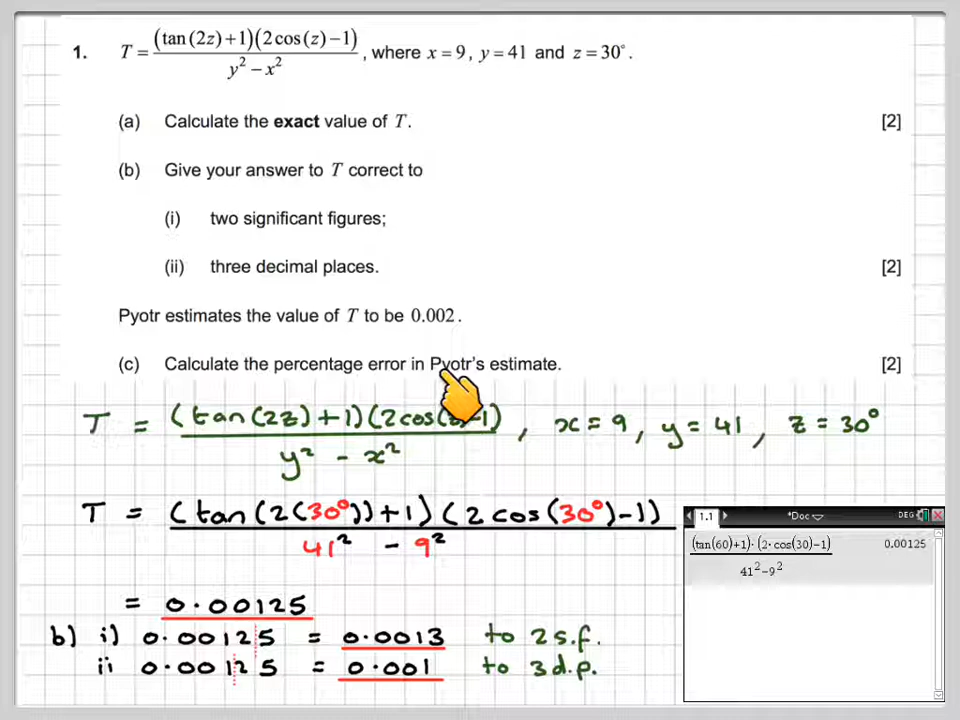 1. T = (tan(2z)+1)(2cos(z)−1) / y² − x² , where x = 9, y = 41 and z = 30°.
(a) Calculate the exact value of T. [2]
(b) Give your answer to T correct to
(i) two significant figures;
(ii) three decimal places. [2]
Pyotr estimates the value of T to be 0.002.
(c) Calculate the percentage error in Pyotr's estimate. [2]
T = (tan(2z)+1)(2cos(z)−1) / y² − x² , x = 9, y = 41, z = 30°
T = (tan(2(30°))+1)(2cos(30°)−1) / 41² − 9²
= 0.00125
b) i) 0.00125 = 0.0013 to 2 s.f.
ii 0.00125 = 0.001 to 3 d.p.
1.1 *Doc DEG
(tan(60)+1)·(2·cos(30)−1) / 41²−9² 0.00125